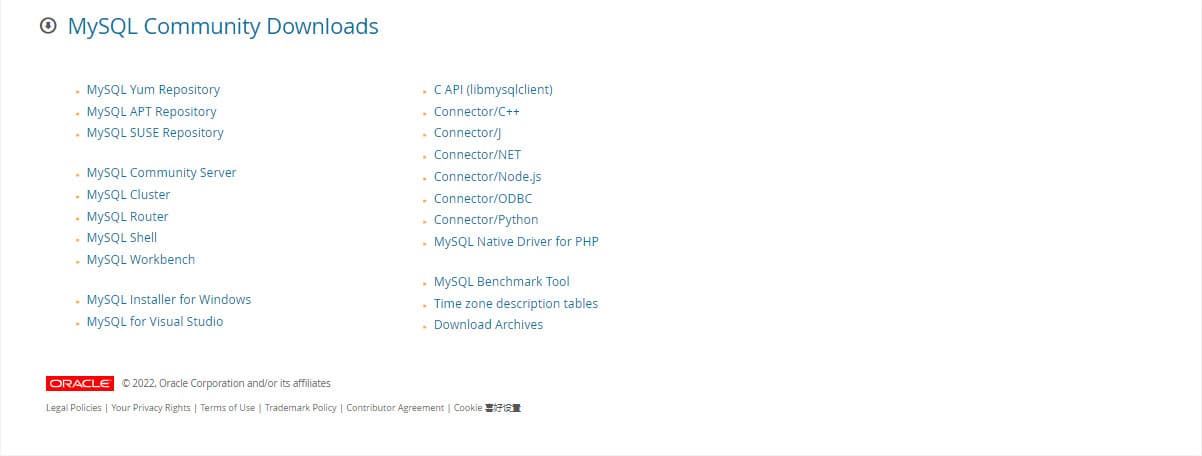 MySQL Community Downloads
MySQL Yum Repository
MySQL APT Repository
MySQL SUSE Repository
MySQL Community Server
MySQL Cluster
MySQL Router
MySQL Shell
MySQL Workbench
MySQL Installer for Windows
MySQL for Visual Studio
C API (libmysqlclient)
Connector/C++
Connector/J
Connector/NET
Connector/Node.js
Connector/ODBC
Connector/Python
MySQL Native Driver for PHP
MySQL Benchmark Tool
Time zone description tables
Download Archives
ORACLE © 2022, Oracle Corporation and/or its affiliates
Legal Policies | Your Privacy Rights | Terms of Use | Trademark Policy | Contributor Agreement | Cookie 喜好设置